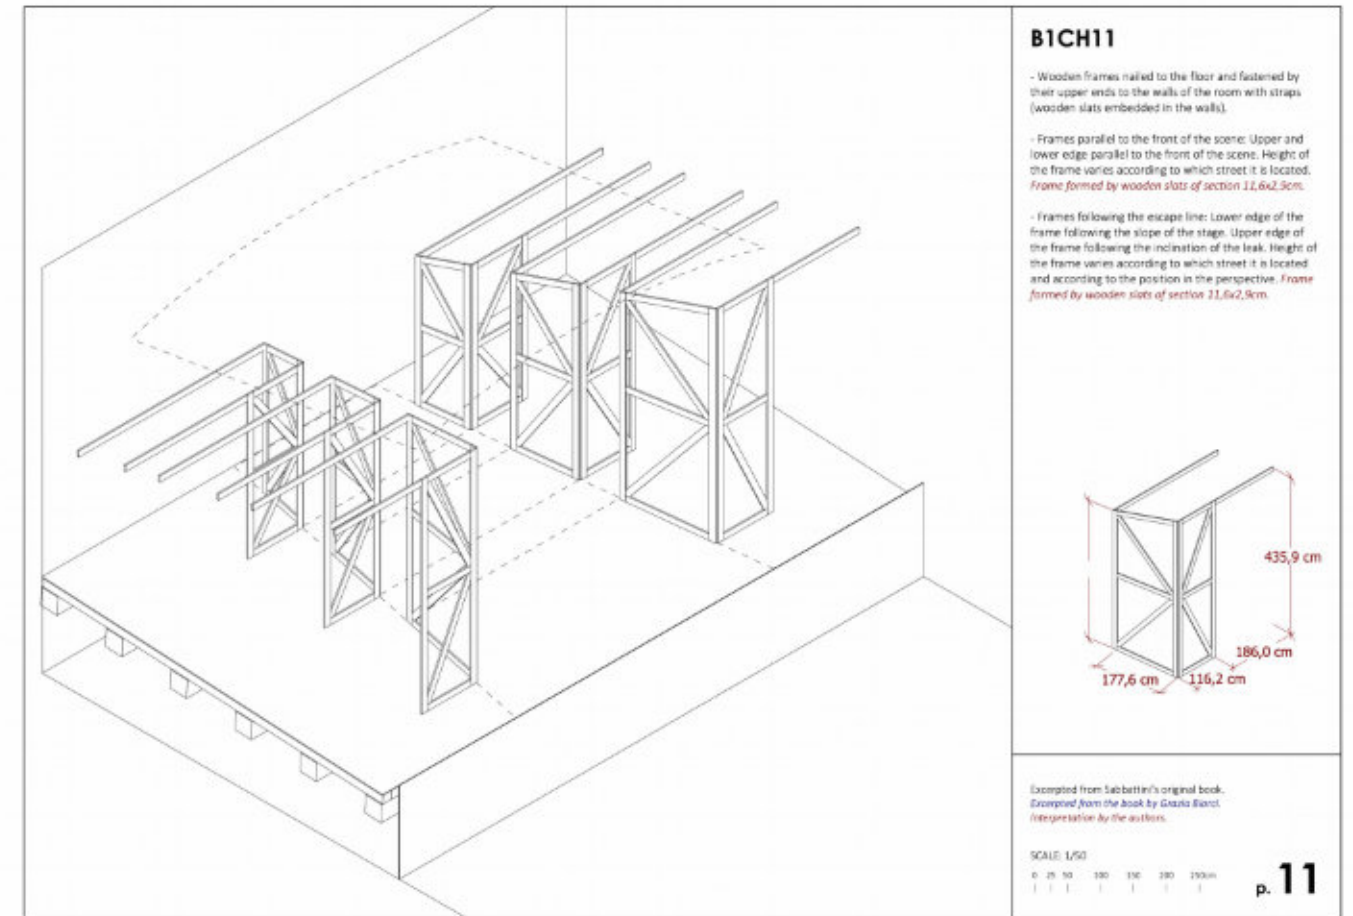 B1CH11
- Wooden frames nailed to the floor and fastened by
their upper ends to the walls of the room with straps
(wooden slats embedded in the walls).
- Frames parallel to the front of the scene: Upper and
lower edge parallel to the front of the scene. Height of
the frame varies according to which street it is located.
Frame formed by wooden slats of section 11,6x2,9cm.
- Frames following the escape line: Lower edge of the
frame following the slope of the stage. Upper edge of
the frame following the inclination of the leak. Height of
the frame varies according to which street it is located
and according to the position in the perspective. Frame
formed by wooden slats of section 11,6x2,9cm.
435,9 cm
186,0 cm
177,6 cm
116,2 cm
Excerpted from Sabbattini's original book.
Excerpted from the book by Grazia
Interpretation by the authors.
SCALE: 1/50
0 25 50 100 150 200 250cm
p. 11